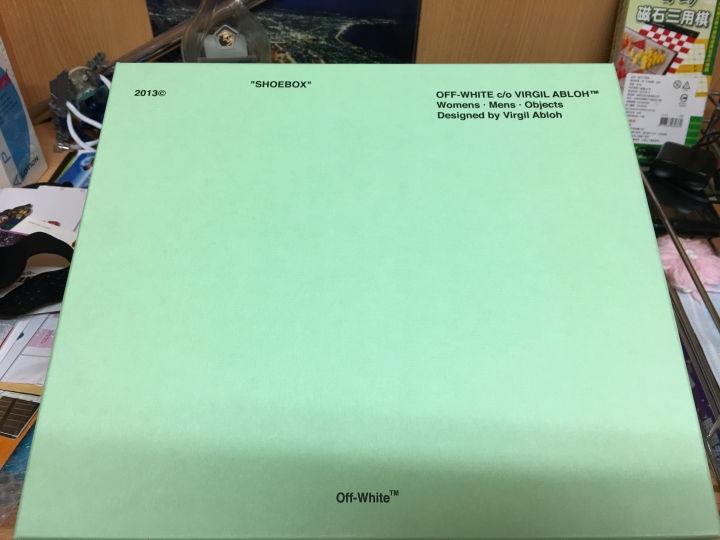 "SHOEBOX"
2013©
OFF-WHITE c/o VIRGIL ABLOH™
Womens · Mens · Objects
Designed by Virgil Abloh
Off-White™
磁石三用棋